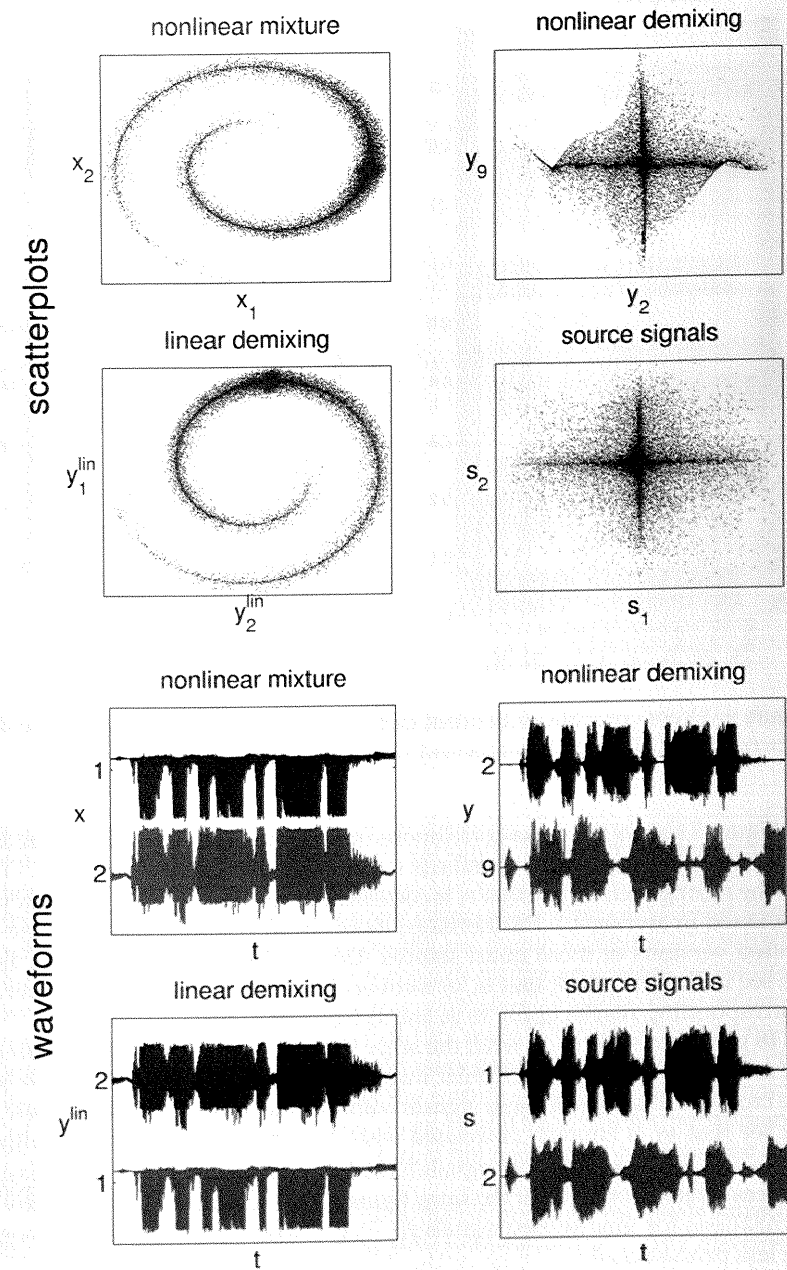 scatterplots
nonlinear mixture
x2
x1
nonlinear demixing
y9
y2
linear demixing
y1lin
y2lin
source signals
s2
s1
waveforms
nonlinear mixture
1
x
2
t
nonlinear demixing
2
y
9
t
linear demixing
2
ylin
1
t
source signals
1
s
2
t